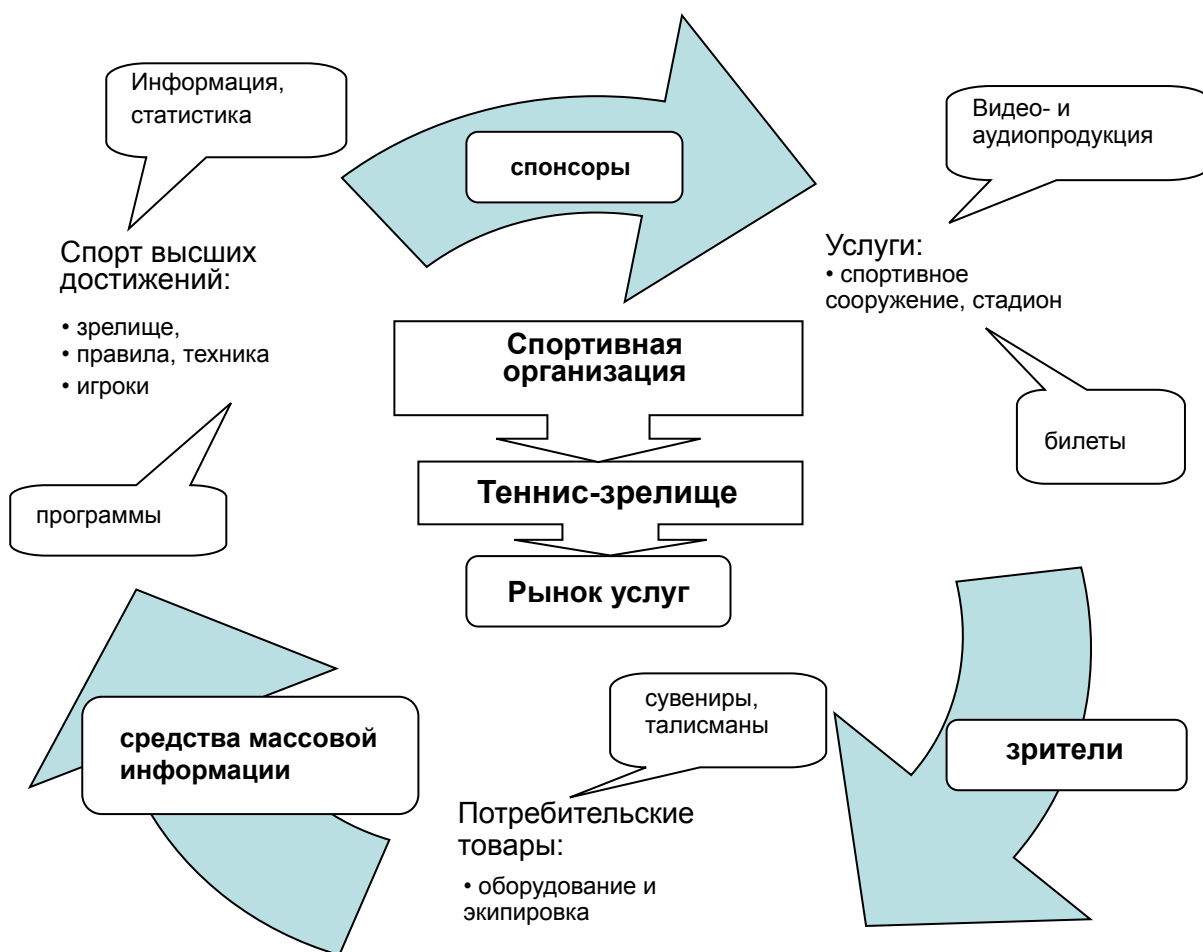 Информация,
статистика
спонсоры
Видео- и
аудиопродукция
Спорт высших
достижений:
• зрелище,
• правила, техника
• игроки
Услуги:
• спортивное
сооружение, стадион
Спортивная
организация
билеты
программы
Теннис-зрелище
Рынок услуг
средства массовой
информации
сувениры,
талисманы
зрители
Потребительские
товары:
• оборудование и
экипировка